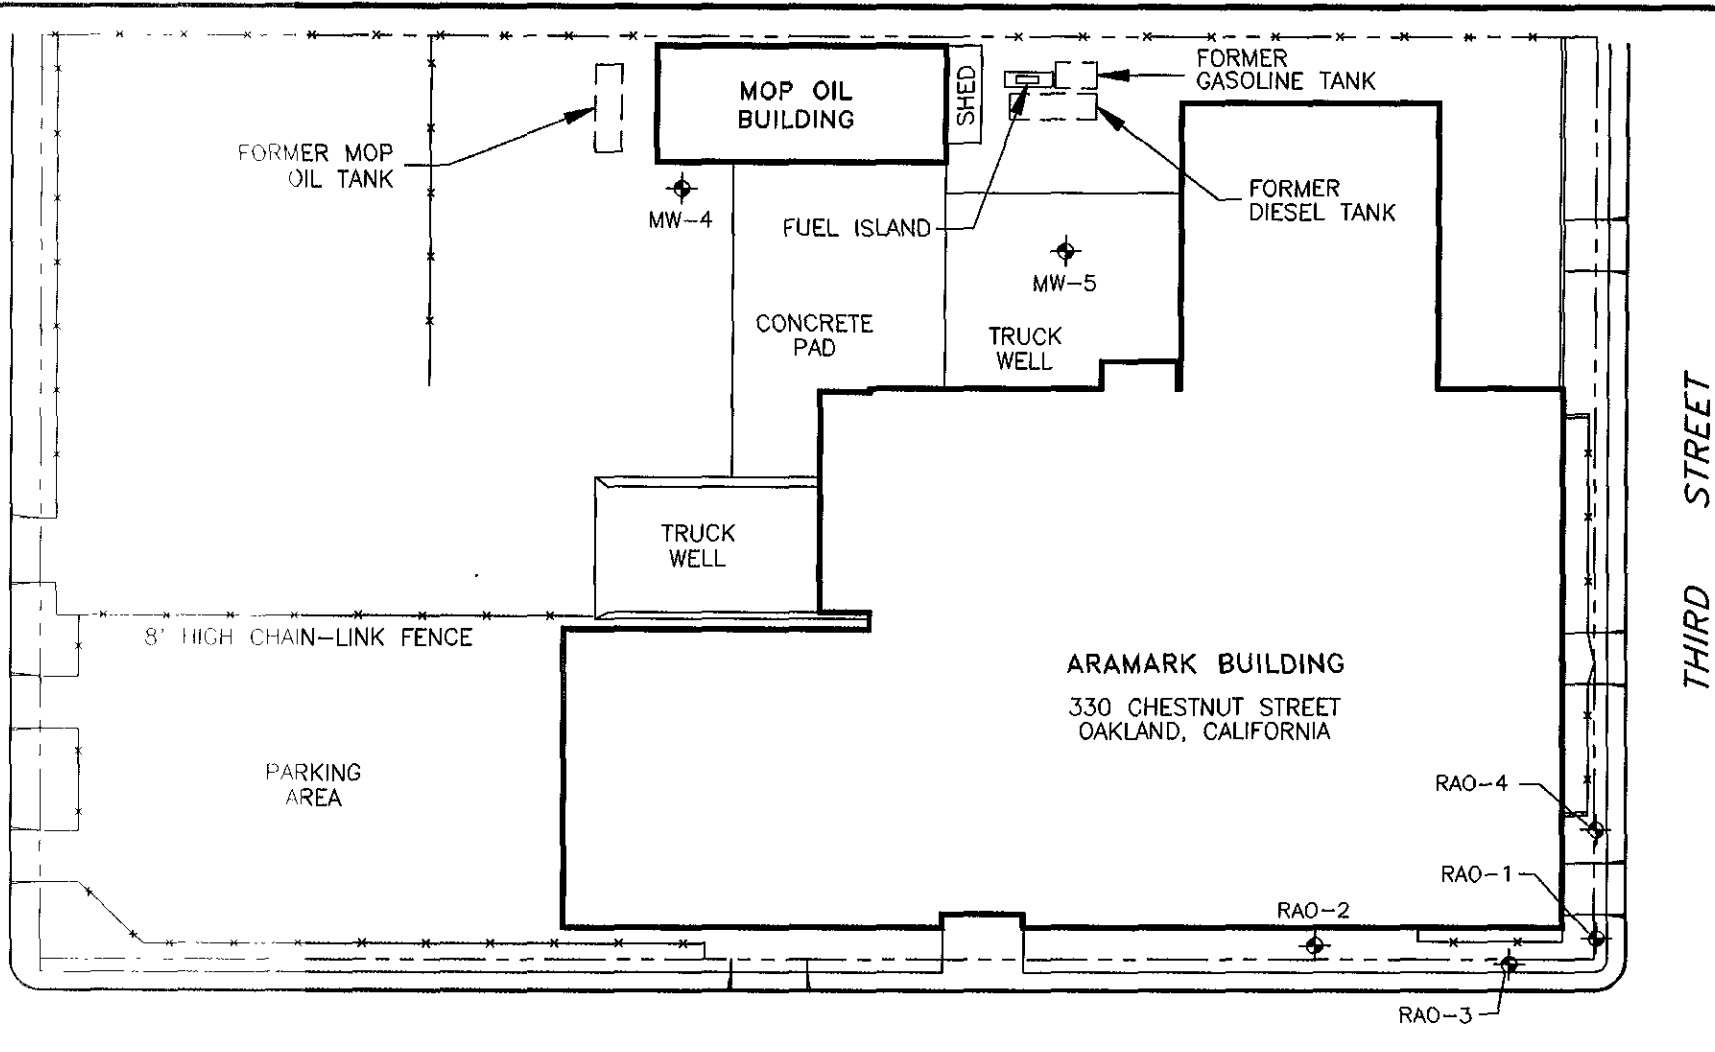 FORMER
GASOLINE TANK
MOP OIL
BUILDING
SHED
FORMER MOP
OIL TANK
FORMER
DIESEL TANK
MW-4
FUEL ISLAND
MW-5
CONCRETE
PAD
TRUCK
WELL
THIRD STREET
TRUCK
WELL
8' HIGH CHAIN-LINK FENCE
ARAMARK BUILDING
330 CHESTNUT STREET
OAKLAND, CALIFORNIA
PARKING
AREA
RAO-4
RAO-1
RAO-2
RAO-3